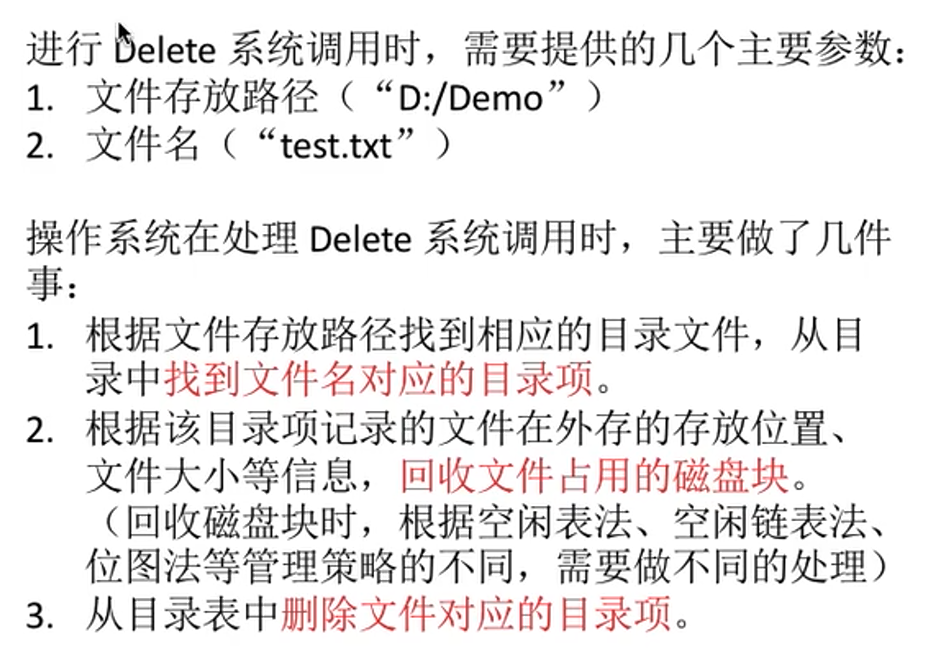 进行 Delete 系统调用时，需要提供的几个主要参数：
1. 文件存放路径（“D:/Demo”）
2. 文件名（“test.txt”）
操作系统在处理 Delete 系统调用时，主要做了几件
事：
1. 根据文件存放路径找到相应的目录文件，从目
录中找到文件名对应的目录项。
2. 根据该目录项记录的文件在外存的存放位置、
文件大小等信息，回收文件占用的磁盘块。
（回收磁盘块时，根据空闲表法、空闲链表法、
位图法等管理策略的不同，需要做不同的处理）
3. 从目录表中删除文件对应的目录项。